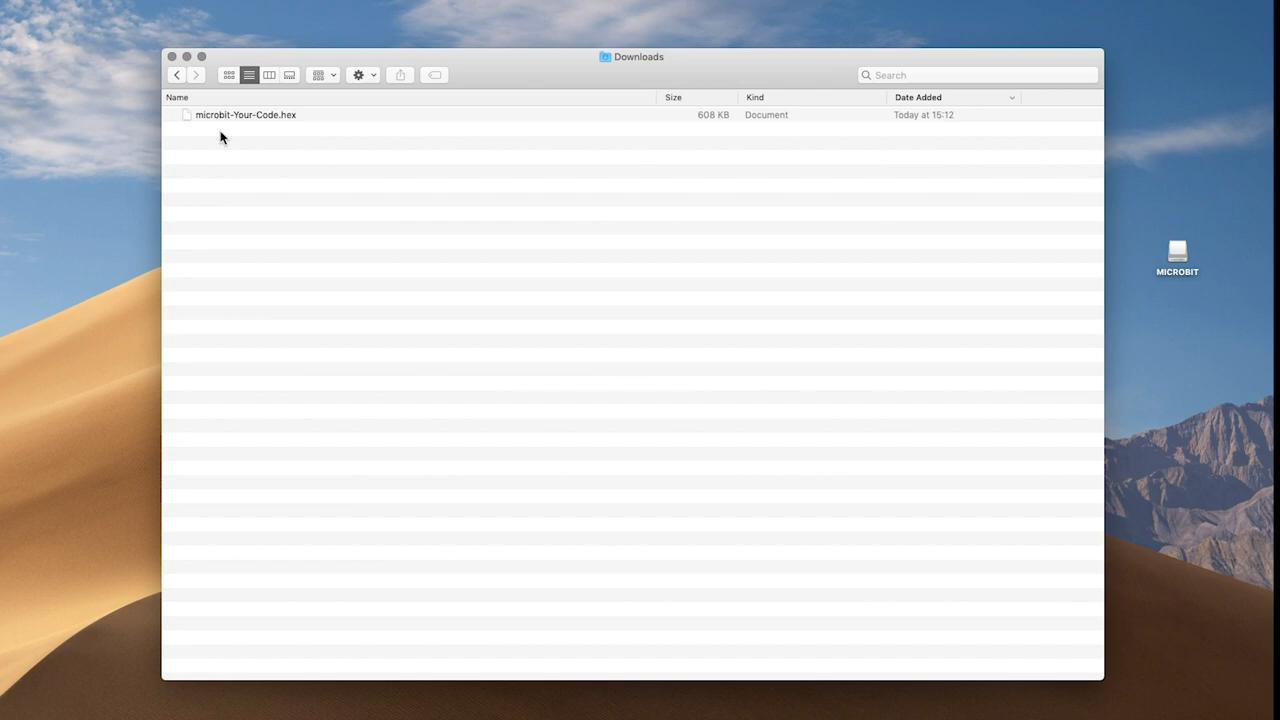 Downloads
Search
Name Size Kind Date Added
microbit-Your-Code.hex 608 KB Document Today at 15:12
MICROBIT